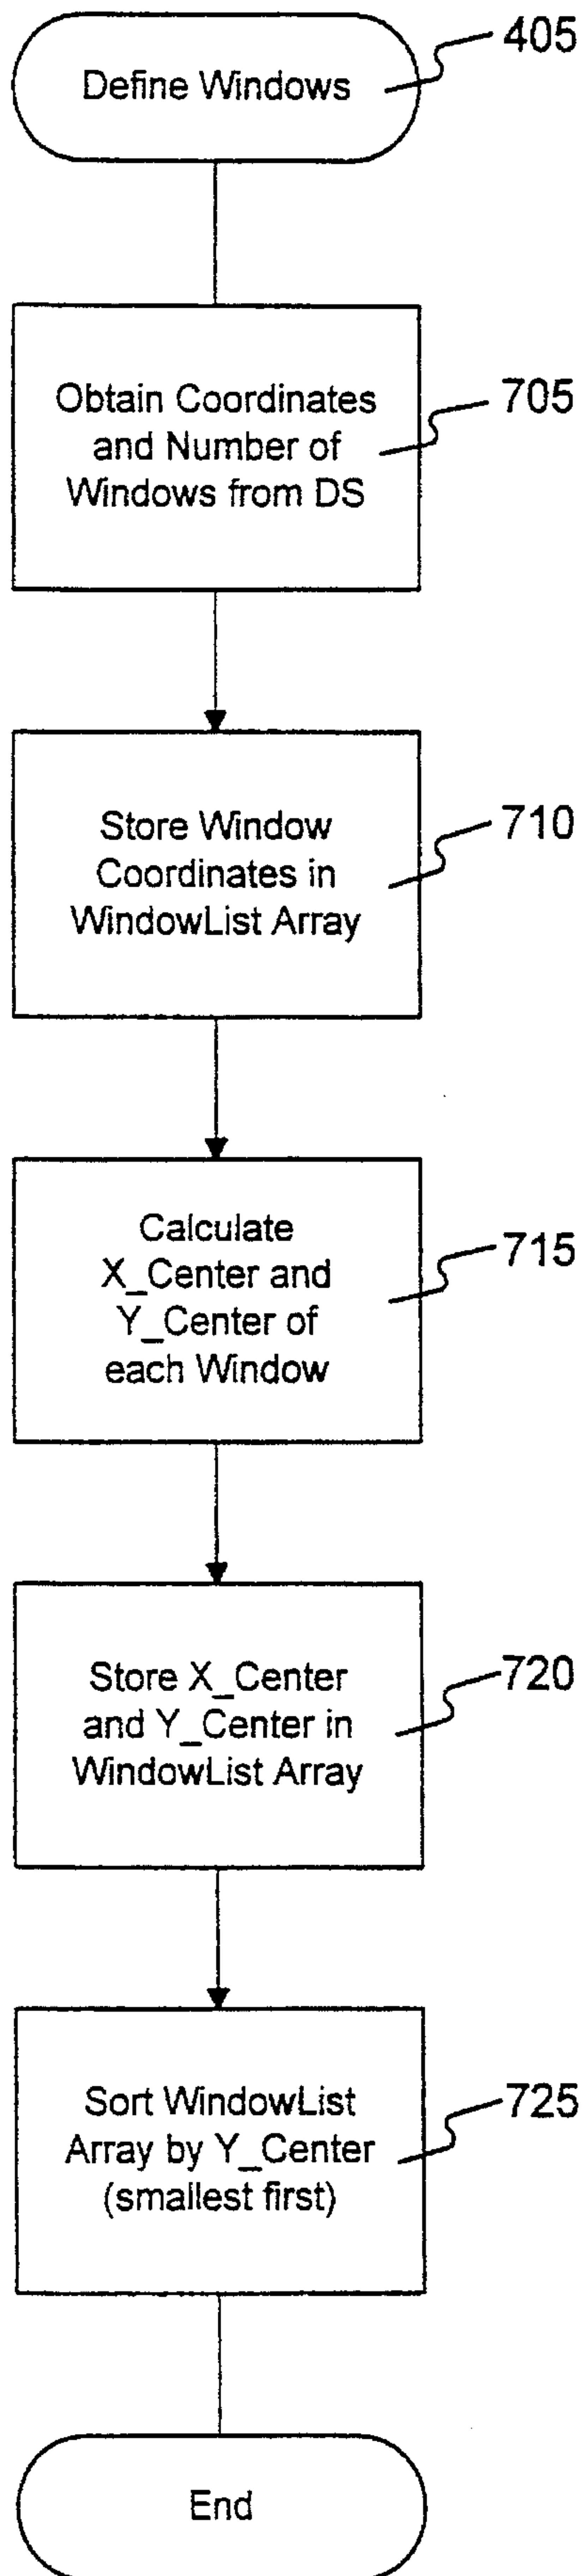 Define Windows
405
Obtain Coordinates
and Number of
Windows from DS
705
Store Window
Coordinates in
WindowList Array
710
Calculate
X_Center and
Y_Center of
each Window
715
Store X_Center
and Y_Center in
WindowList Array
720
Sort WindowList
Array by Y_Center
(smallest first)
725
End